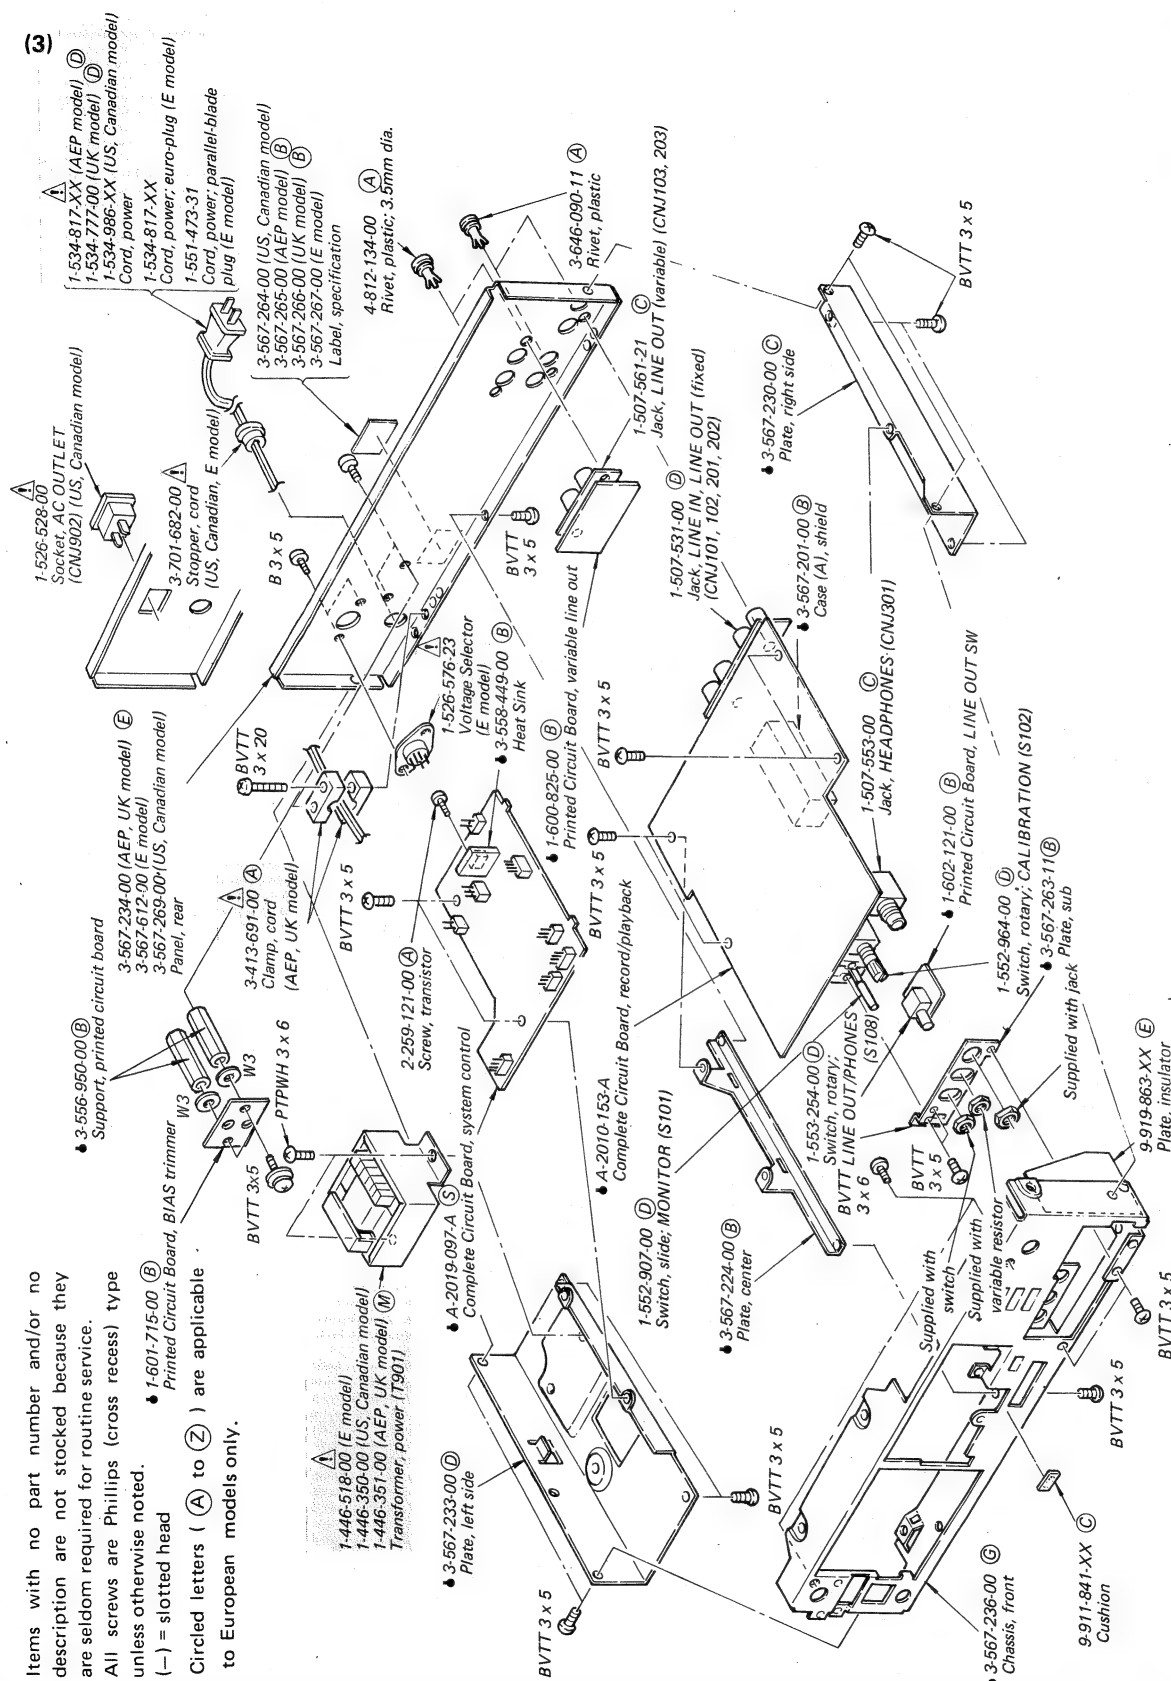 (3)
Items with no part number and/or no
description are not stocked because they
are seldom required for routine service.
All screws are Phillips (cross recess) type
unless otherwise noted.
(—) = slotted head
Circled letters ( Ⓐ to Ⓩ ) are applicable
to European models only.
1-534-817-XX (AEP model) Ⓓ
1-534-777-00 (UK model) Ⓓ
1-534-986-XX (US, Canadian model)
Cord, power
1-534-817-XX
Cord, power; euro-plug (E model)
1-551-473-31
Cord, power; parallel-blade
plug (E model)
1-526-528-00
Socket, AC OUTLET
(CNJ902) (US, Canadian model)
3-701-682-00
Stopper, cord
(US, Canadian, E model)
3-567-264-00 (US, Canadian model)
3-567-265-00 (AEP model) Ⓑ
3-567-266-00 (UK model) Ⓑ
3-567-267-00 (E model)
Label, specification
4-812-134-00 Ⓐ
Rivet, plastic; 3.5mm dia.
3-646-090-11 Ⓐ
Rivet, plastic
B 3 x 5
BVTT
3 x 5
1-507-561-21 Ⓒ
Jack, LINE OUT (variable) (CNJ103, 203)
1-507-531-00 Ⓓ
Jack, LINE IN, LINE OUT (fixed)
(CNJ101, 102, 201, 202)
3-567-230-00 Ⓒ
Plate, right side
BVTT 3 x 5
3-567-234-00 (AEP, UK model) Ⓔ
3-567-612-00 (E model)
3-567-269-00 (US, Canadian model)
Panel, rear
BVTT
3 x 20
1-526-576-23
Voltage Selector
(E model)
3-558-449-00 Ⓑ
Heat Sink
1-600-825-00 Ⓑ
Printed Circuit Board, variable line out
3-567-201-00 Ⓑ
Case (A), shield
BVTT 3 x 5
3-556-950-00 Ⓑ
Support, printed circuit board
3-413-691-00 Ⓐ
Clamp, cord
(AEP, UK model)
BVTT 3 x 5
2-259-121-00 Ⓐ
Screw, transistor
BVTT 3 x 5
1-507-553-00 Ⓒ
Jack, HEADPHONES (CNJ301)
1-602-121-00 Ⓑ
Printed Circuit Board, LINE OUT SW
1-552-964-00 Ⓓ
Switch, rotary; CALIBRATION (S102)
3-567-263-11 Ⓑ
Plate, sub
Supplied with jack
W3
W3
PTPWH 3 x 6
BVTT 3x5
1-601-715-00 Ⓑ
Printed Circuit Board, BIAS trimmer
A-2019-097-A Ⓢ
Complete Circuit Board, system control
A-2010-153-A
Complete Circuit Board, record/playback
1-553-254-00 Ⓓ
Switch, rotary;
LINE OUT/PHONES
(S108)
BVTT
3 x 6
BVTT
3 x 5
1-552-907-00 Ⓓ
Switch, slide; MONITOR (S101)
3-567-224-00 Ⓑ
Plate, center
Supplied with
switch
Supplied with
variable resistor
9-919-863-XX Ⓔ
Plate, insulator
1-446-518-00 (E model)
1-446-350-00 (US, Canadian model)
1-446-351-00 (AEP, UK model) Ⓜ
Transformer, power (T901)
3-567-233-00 Ⓓ
Plate, left side
BVTT 3 x 5
BVTT 3 x 5
BVTT 3 x 5
BVTT 3 x 5
3-567-236-00 Ⓖ
Chassis, front
9-911-841-XX Ⓒ
Cushion